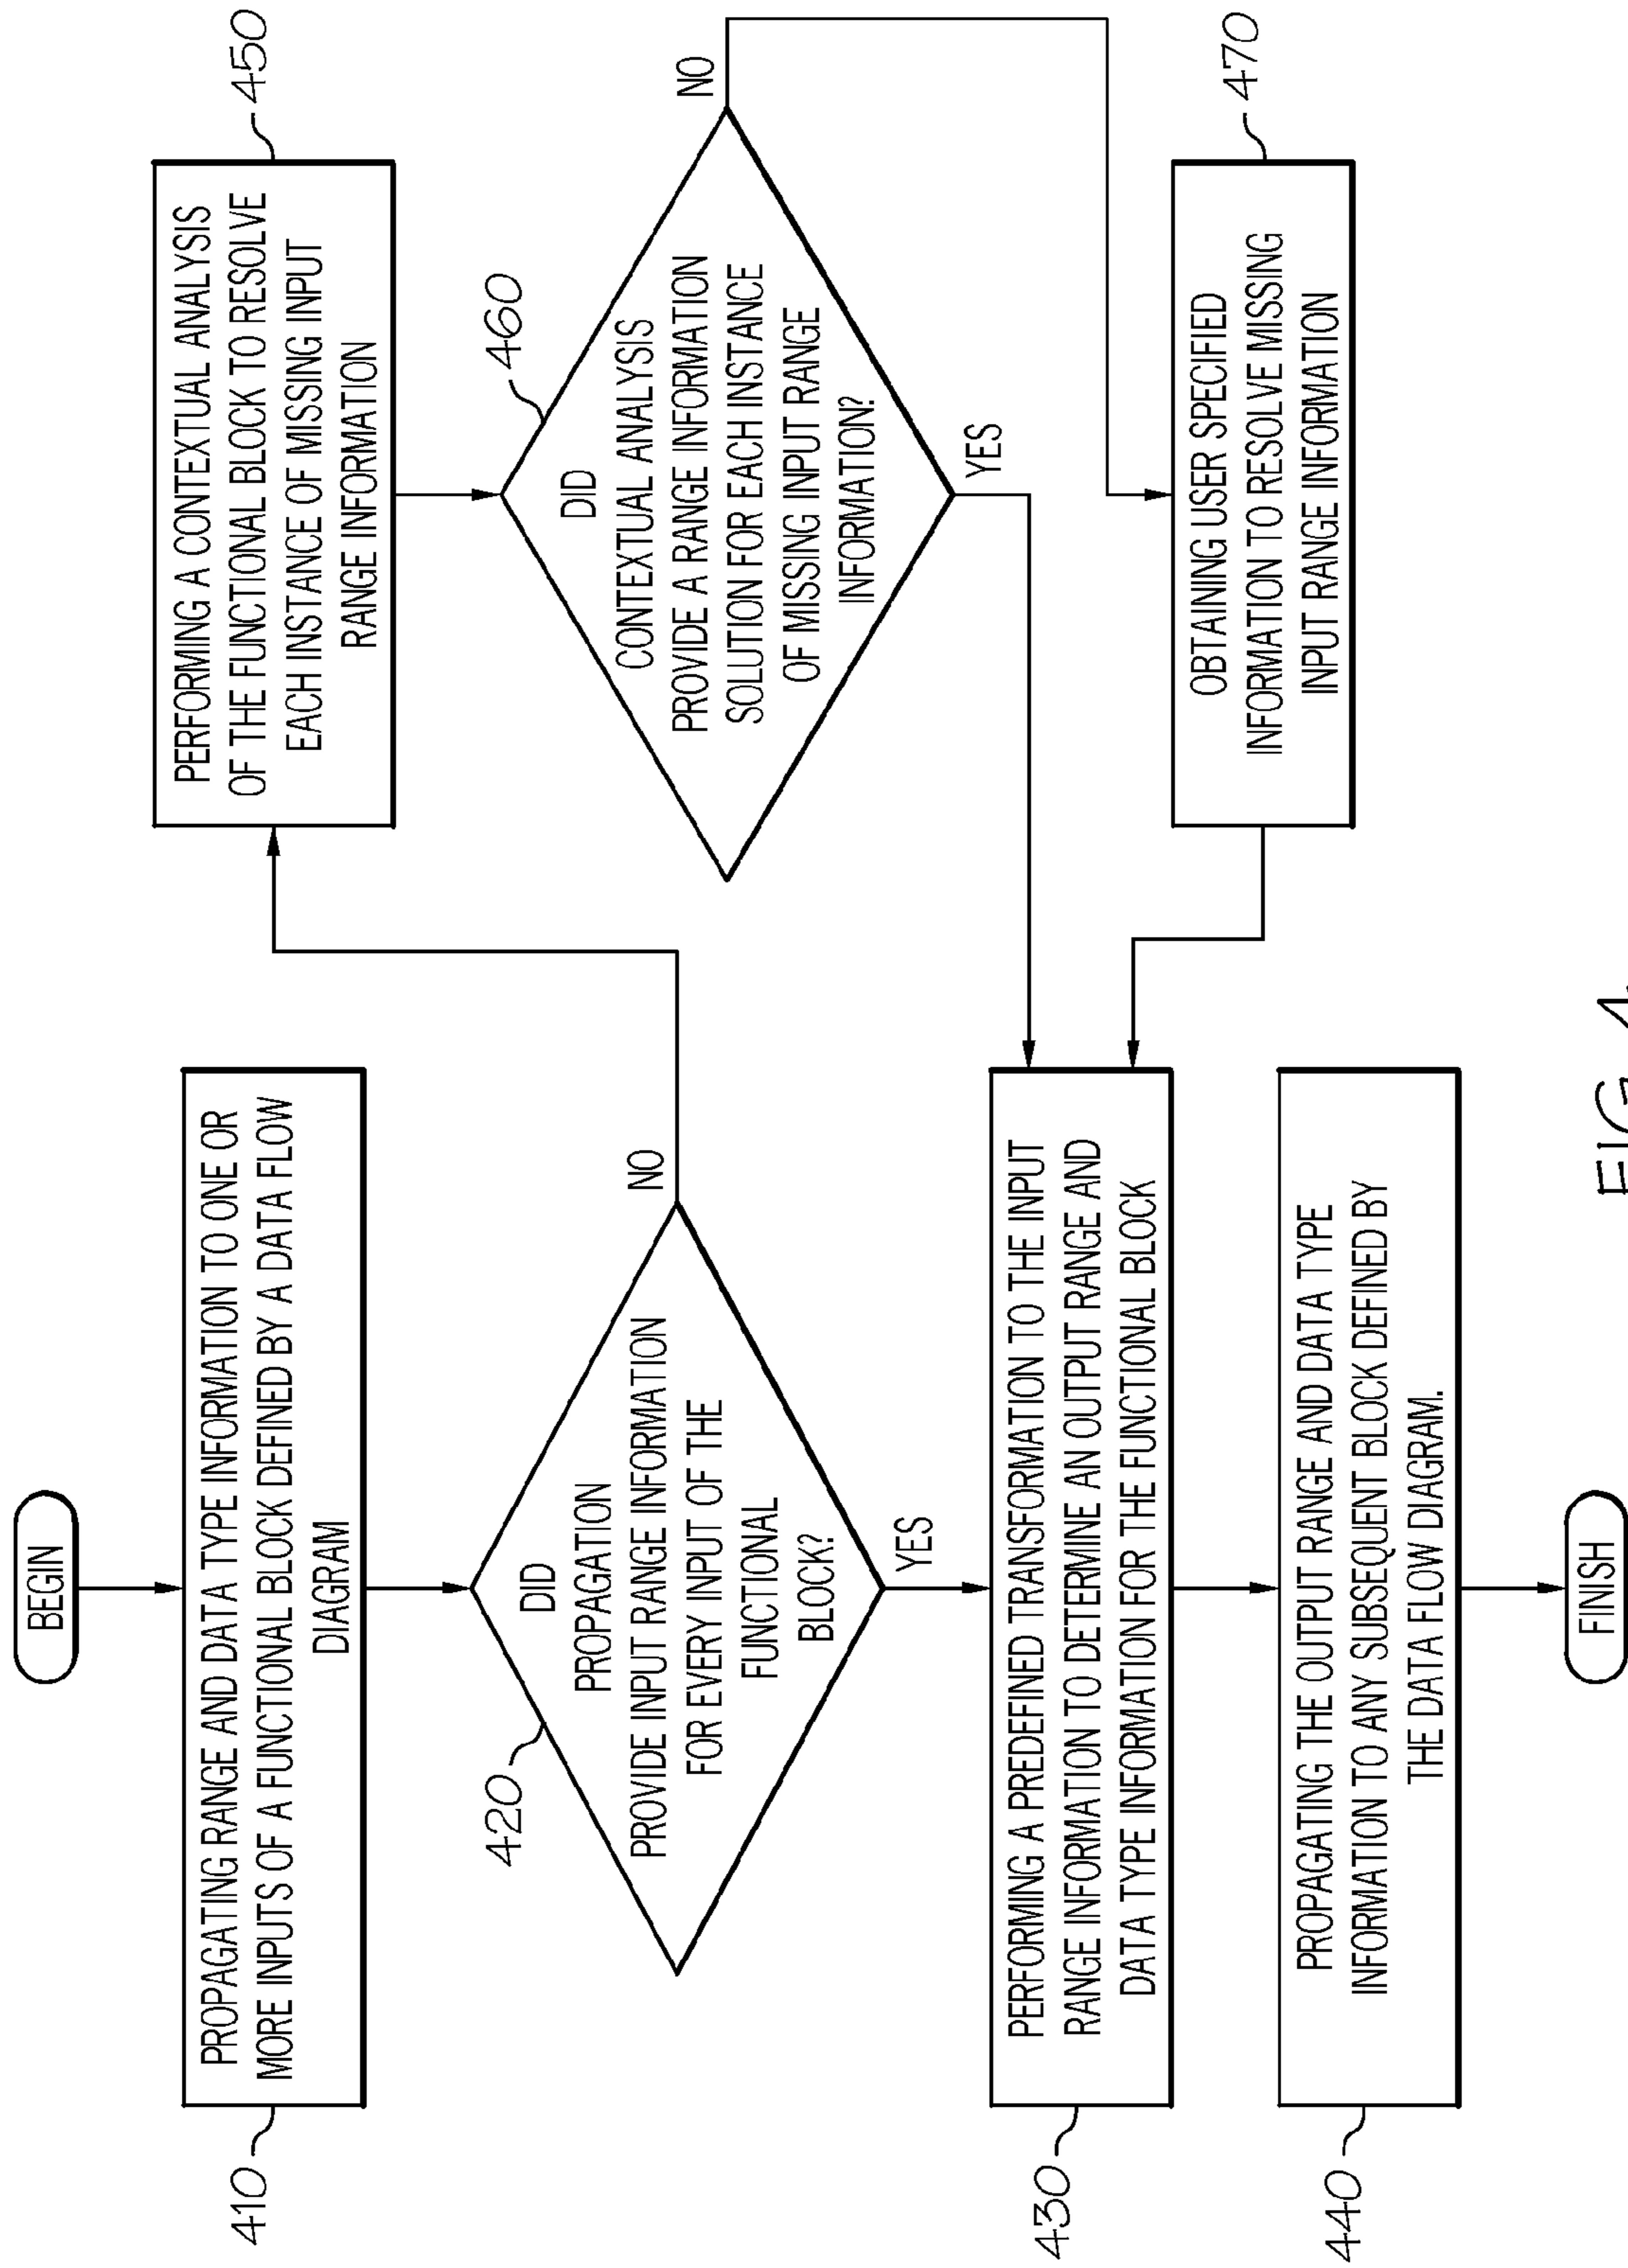 BEGIN
410
PROPAGATING RANGE AND DATA TYPE INFORMATION TO ONE OR
MORE INPUTS OF A FUNCTIONAL BLOCK DEFINED BY A DATA FLOW
DIAGRAM
420
DID
PROPAGATION
PROVIDE INPUT RANGE INFORMATION
FOR EVERY INPUT OF THE
FUNCTIONAL
BLOCK?
NO
YES
430
PERFORMING A PREDEFINED TRANSFORMATION TO THE INPUT
RANGE INFORMATION TO DETERMINE AN OUTPUT RANGE AND
DATA TYPE INFORMATION FOR THE FUNCTIONAL BLOCK
440
PROPAGATING THE OUTPUT RANGE AND DATA TYPE
INFORMATION TO ANY SUBSEQUENT BLOCK DEFINED BY
THE DATA FLOW DIAGRAM.
FINISH
450
PERFORMING A CONTEXTUAL ANALYSIS
OF THE FUNCTIONAL BLOCK TO RESOLVE
EACH INSTANCE OF MISSING INPUT
RANGE INFORMATION
460
DID
CONTEXTUAL ANALYSIS
PROVIDE A RANGE INFORMATION
SOLUTION FOR EACH INSTANCE
OF MISSING INPUT RANGE
INFORMATION?
NO
YES
470
OBTAINING USER SPECIFIED
INFORMATION TO RESOLVE MISSING
INPUT RANGE INFORMATION
FIG. 4